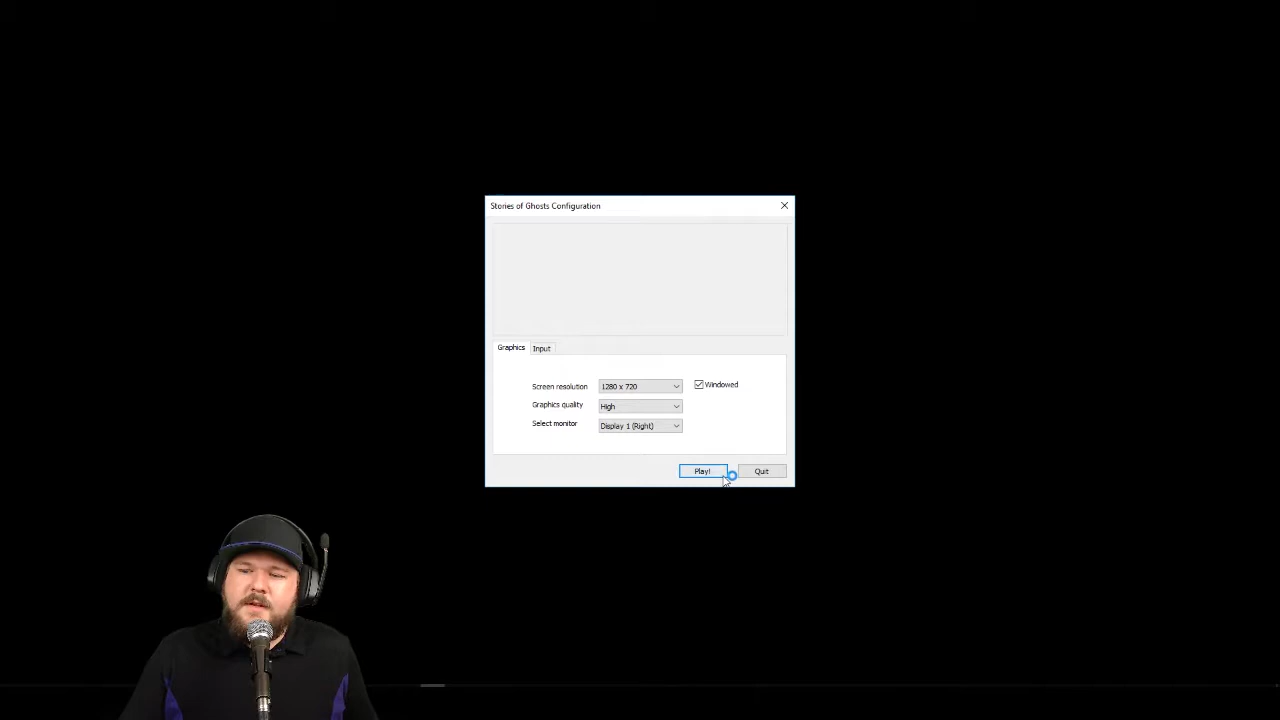 Stories of Ghosts Configuration
Graphics
Input
Screen resolution
1280 x 720
Windowed
Graphics quality
High
Select monitor
Display 1 (Right)
Play!
Quit